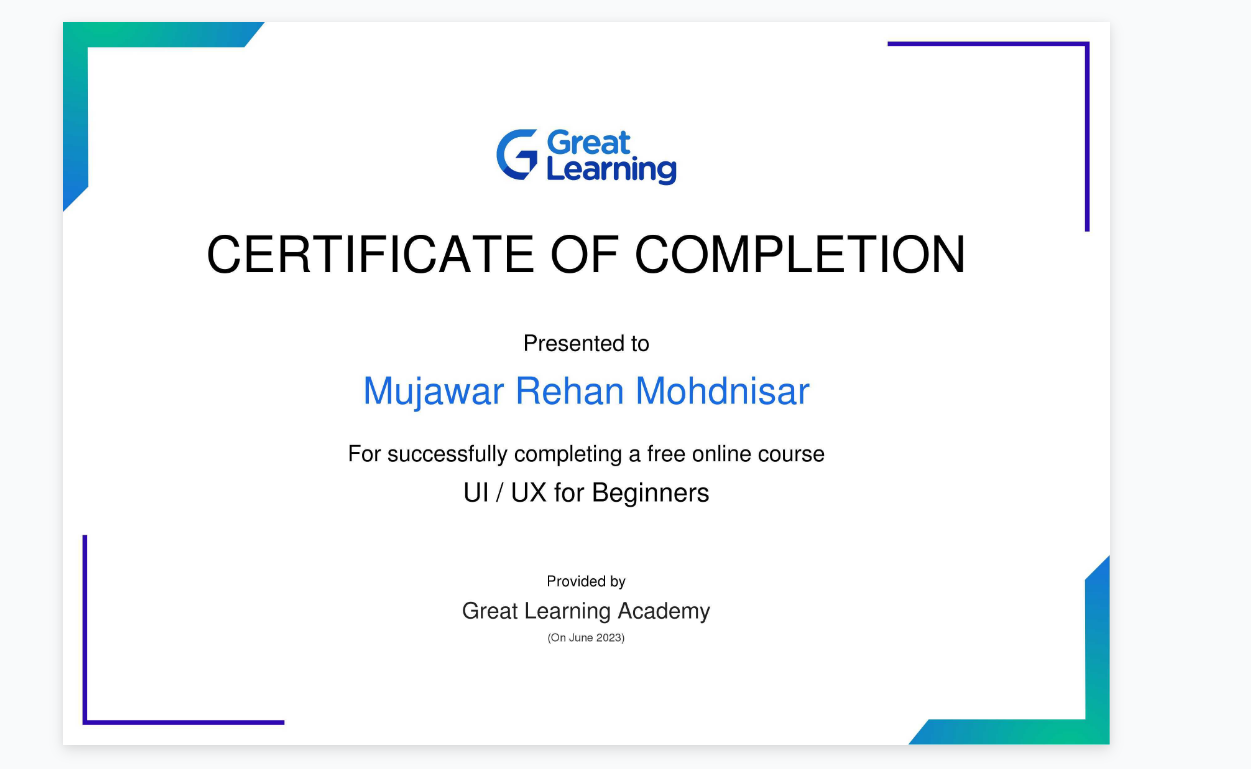 Great
Learning
CERTIFICATE OF COMPLETION
Presented to
Mujawar Rehan Mohdnisar
For successfully completing a free online course
UI / UX for Beginners
Provided by
Great Learning Academy
(On June 2023)